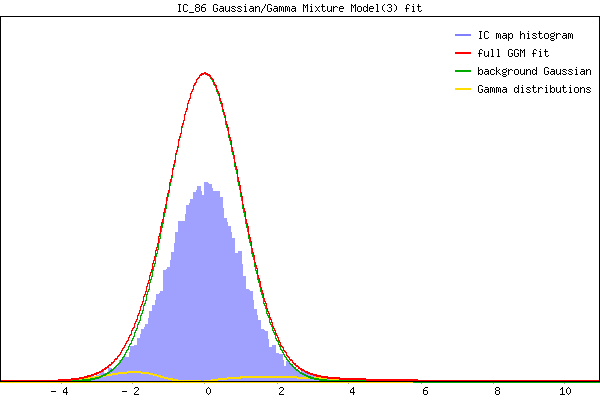 IC_86 Gaussian/Gamma Mixture Model(3) fit
IC map histogram
full GGM fit
background Gaussian
Gamma distributions
-4 -2 0 2 4 6 8 10